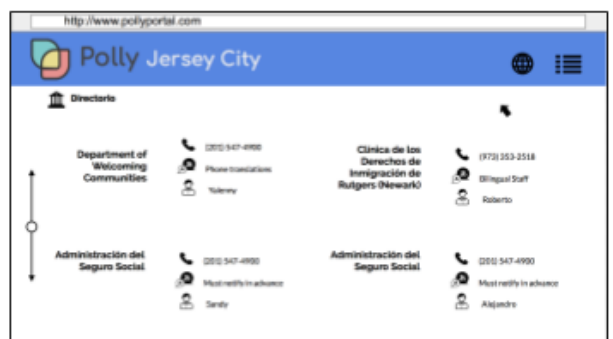 http://www.pollyportal.com
Polly Jersey City
Directorio
Department of
Welcoming
Communities
(201) 547-4900
Phone translations
Yulenny
Clínica de los
Derechos de
Inmigración de
Rutgers (Newark)
(973) 353-2518
Bilingual Staff
Roberto
Administración del
Seguro Social
(201) 547-4900
Must notify in advance
Sandy
Administración del
Seguro Social
(201) 547-4900
Must notify in advance
Alejandro